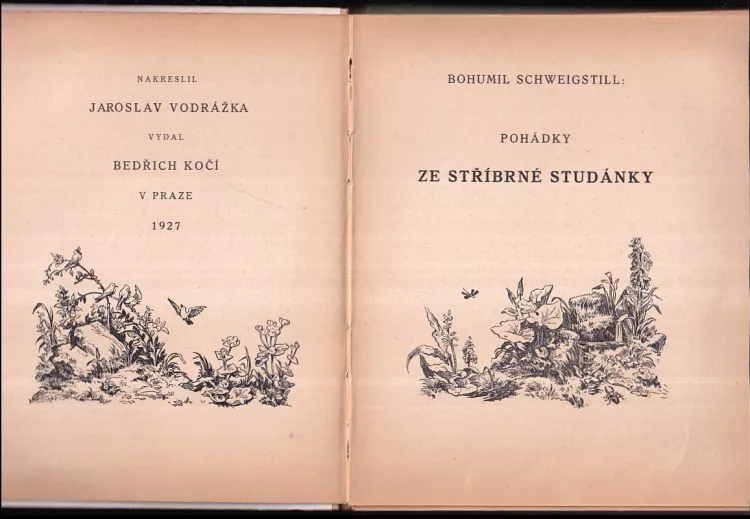 NAKRESLIL
JAROSLAV VODRÁŽKA
VYDAL
BEDŘICH KOČÍ
V PRAZE
1927
BOHUMIL SCHWEIGSTILL:
POHÁDKY
ZE STŘÍBRNÉ STUDÁNKY